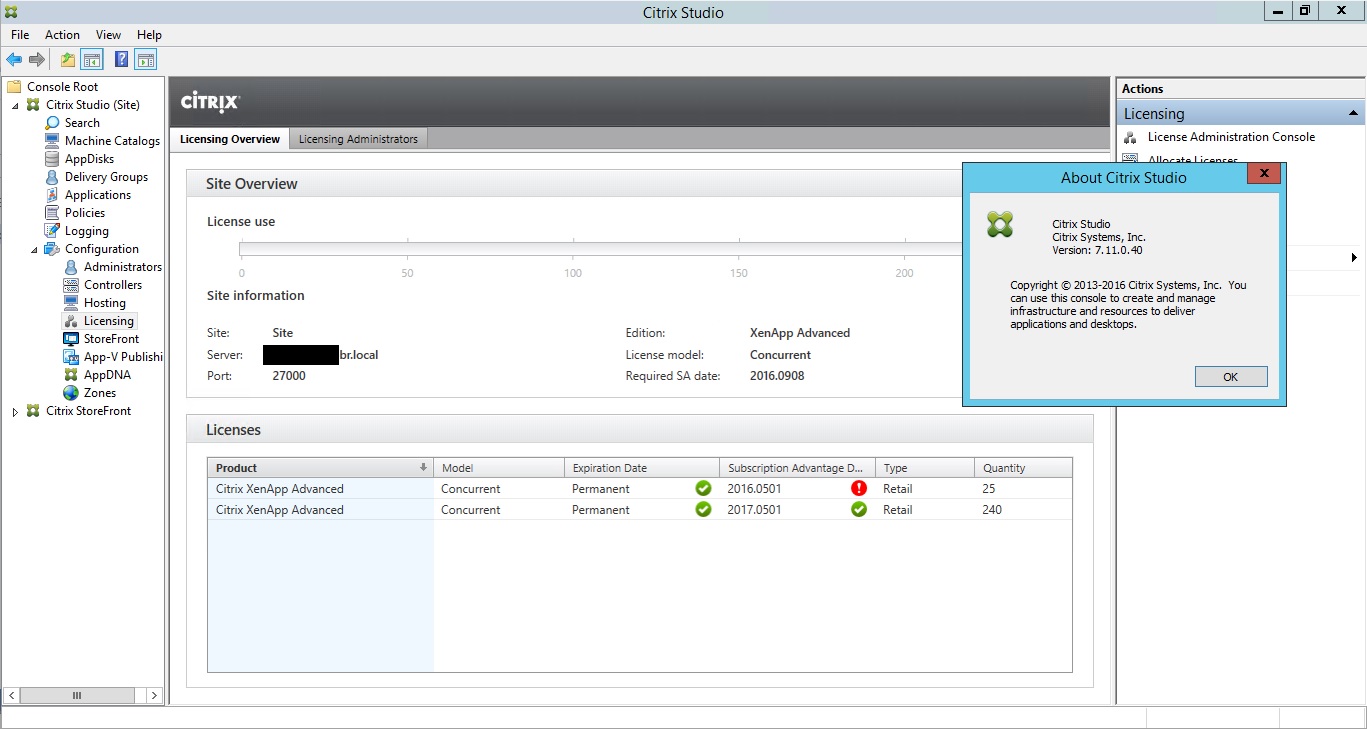 Citrix Studio
File Action View Help
Console Root
Citrix Studio (Site)
Search
Machine Catalogs
AppDisks
Delivery Groups
Applications
Policies
Logging
Configuration
Administrators
Controllers
Hosting
Licensing
StoreFront
App-V Publishi
AppDNA
Zones
Citrix StoreFront
CITRIX
Licensing Overview Licensing Administrators
Site Overview
License use
0 50 100 150 200
Site information
Site: Site Edition: XenApp Advanced
Server: br.local License model: Concurrent
Port: 27000 Required SA date: 2016.0908
Licenses
Product Model Expiration Date Subscription Advantage D... Type Quantity
Citrix XenApp Advanced Concurrent Permanent 2016.0501 Retail 25
Citrix XenApp Advanced Concurrent Permanent 2017.0501 Retail 240
Actions
Licensing
License Administration Console
Allocate Licenses
About Citrix Studio
Citrix Studio
Citrix Systems, Inc.
Version: 7.11.0.40
Copyright © 2013-2016 Citrix Systems, Inc. You
can use this console to create and manage
infrastructure and resources to deliver
applications and desktops.
OK